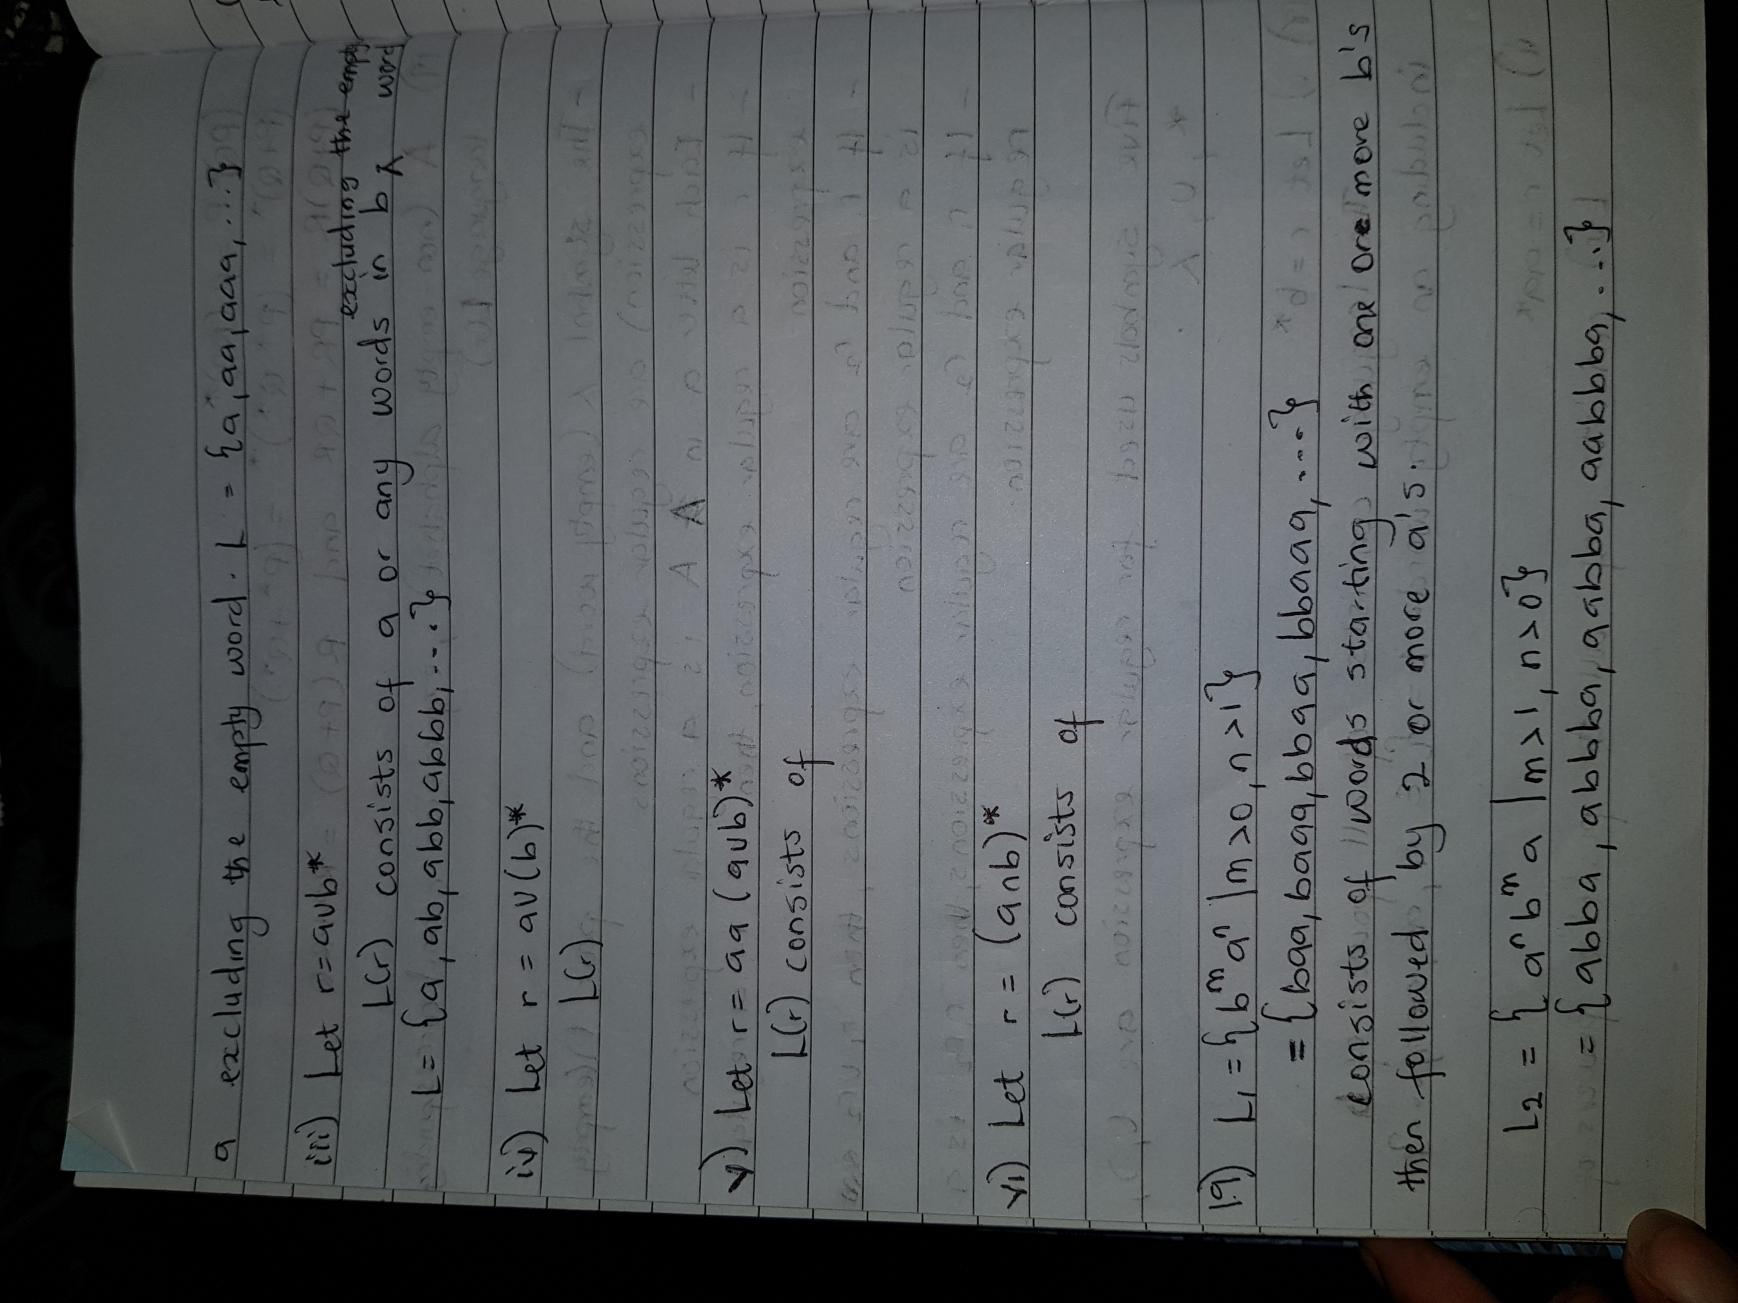 a excluding the empty word. L = {a, aa, aaa, ...}
iii) Let r = a∪b*
excluding the empty
L(r) consists of a or any words in b ⋏ word
L = {a, ab, abb, abbb, ...}
iv) Let r = a∪(b)*
L(r)
v) Let r = aa(a∪b)*
L(r) consists of
vi) Let r = (a∩b)*
L(r) consists of
19) L₁ = {bᵐaⁿ | m>0, n>1}
= {baa, baaa, bbaa, bbaaa, ...}
consists of words starting with one or more b's
then followed by 2 or more a's.
L₂ = {aⁿbᵐa | m>1, n>0}
= {abba, abbba, aabba, aabbba, ...}